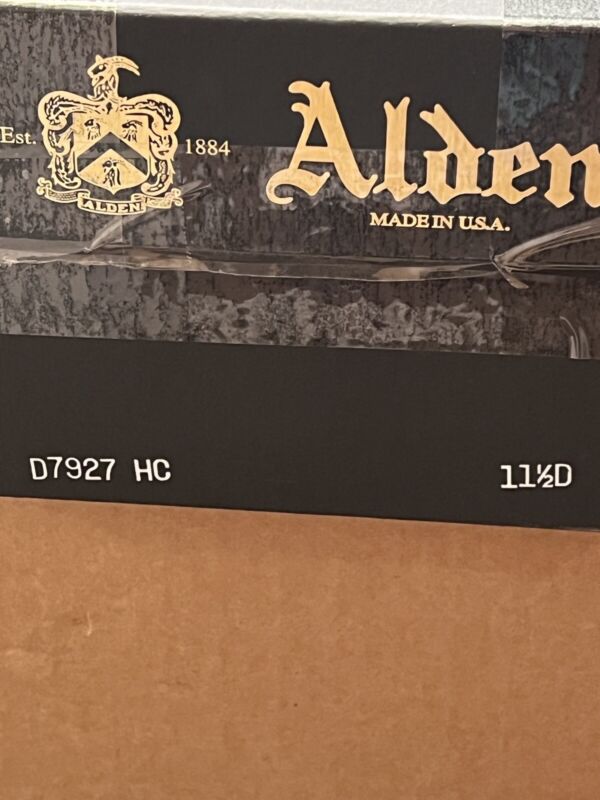 Est. 1884
ALDEN
Alden
MADE IN U.S.A.
D7927 HC
11½D